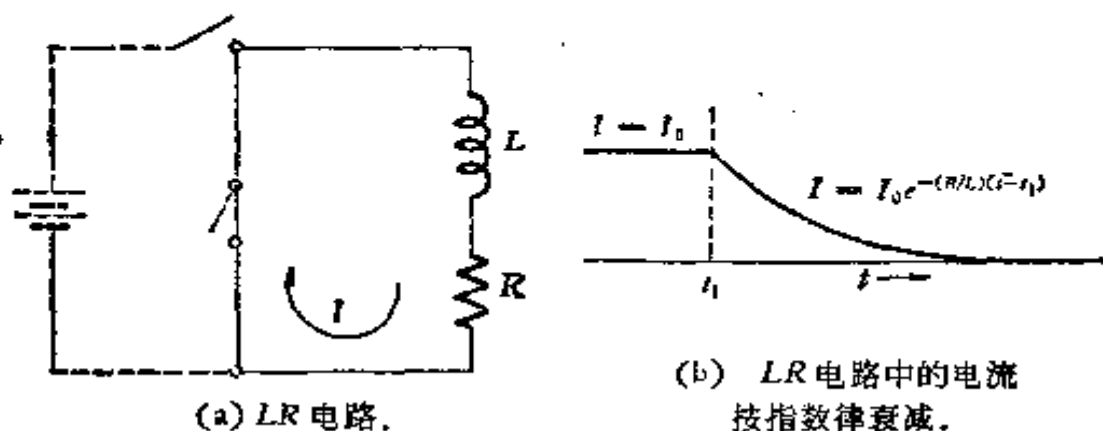 L
R
I
(a) LR 电路.
I = I₀
I = I₀e^{-(R/L)(t-t₁)}
t₁
t
(b) LR 电路中的电流
按指数律衰减.